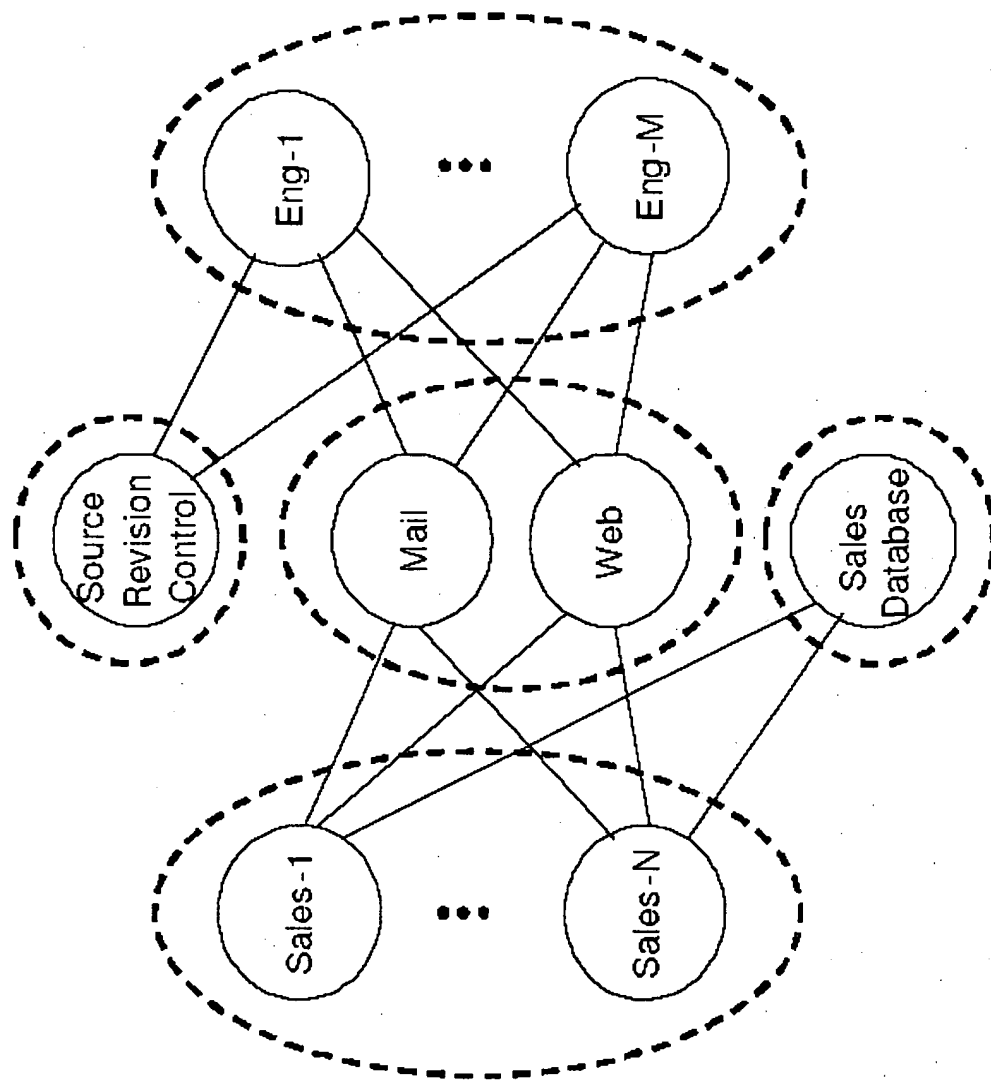 Source
Revision
Control
Eng-1
Mail
Sales-1
•••
•••
Web
Eng-M
Sales-N
Sales
Database